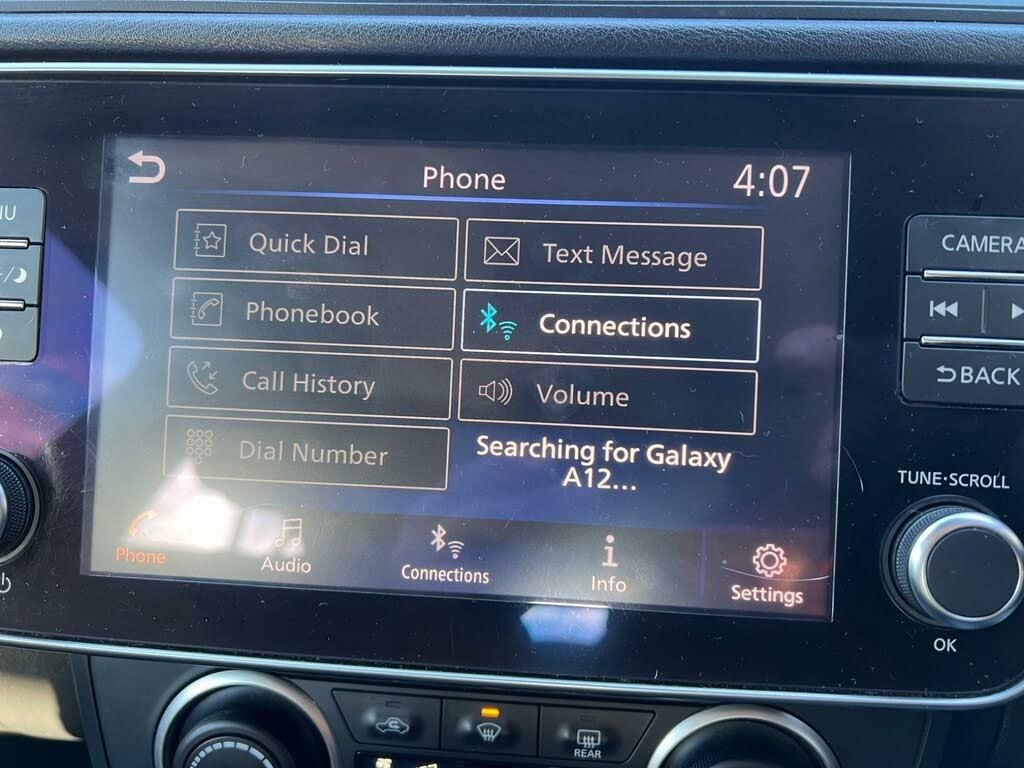 Phone
4:07
Quick Dial
Text Message
Phonebook
Connections
Call History
Volume
Dial Number
Searching for Galaxy
A12...
Phone
Audio
Connections
Info
Settings
CAMERA
BACK
TUNE·SCROLL
OK
REAR